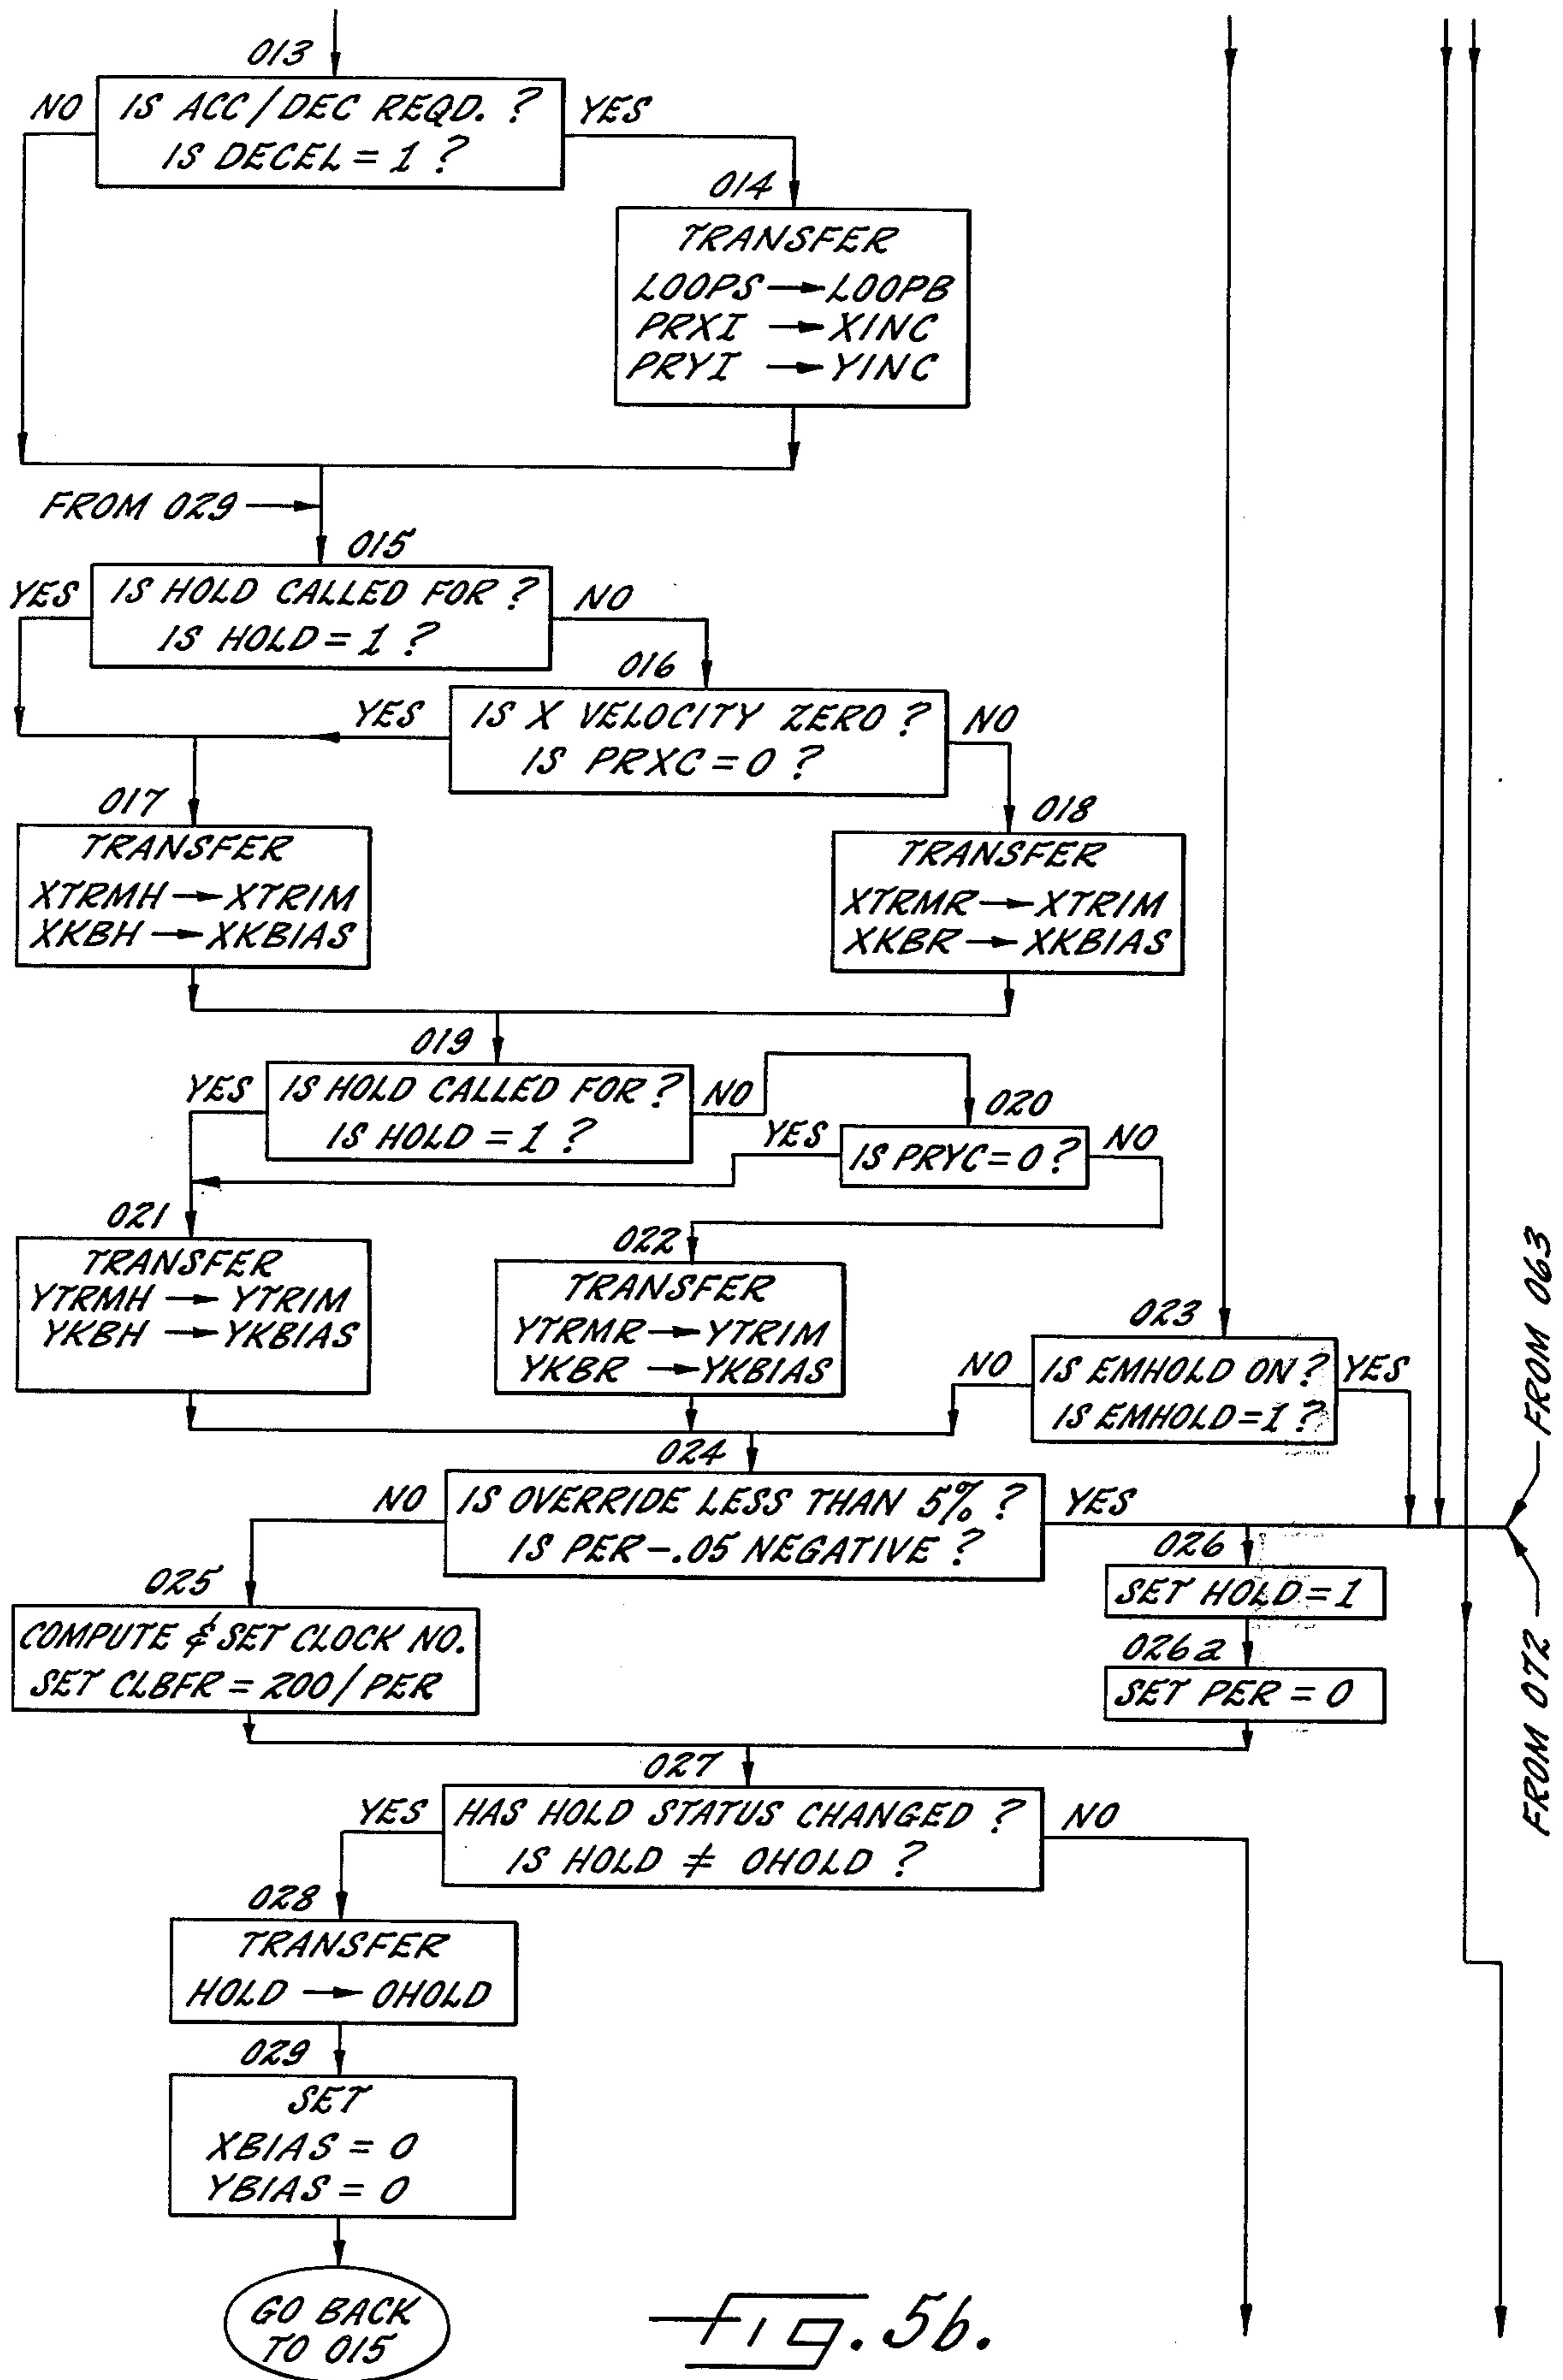 013
NO
IS ACC/DEC REQD. ?
IS DECEL = 1 ?
YES
014
TRANSFER
LOOPS → LOOPB
PRXI → XINC
PRYI → YINC
FROM 029
015
YES
IS HOLD CALLED FOR ?
IS HOLD = 1 ?
NO
016
YES
IS X VELOCITY ZERO ?
IS PRXC = 0 ?
NO
017
TRANSFER
XTRMH → XTRIM
XKBH → XKBIAS
018
TRANSFER
XTRMR → XTRIM
XKBR → XKBIAS
019
YES
IS HOLD CALLED FOR ?
IS HOLD = 1 ?
NO
020
YES
IS PRYC = 0 ?
NO
021
TRANSFER
YTRMH → YTRIM
YKBH → YKBIAS
022
TRANSFER
YTRMR → YTRIM
YKBR → YKBIAS
023
NO
IS EMHOLD ON ?
IS EMHOLD = 1 ?
YES
FROM 063
024
NO
IS OVERRIDE LESS THAN 5% ?
IS PER-.05 NEGATIVE ?
YES
025
COMPUTE & SET CLOCK NO.
SET CLBFR = 200/PER
026
SET HOLD = 1
026a
SET PER = 0
FROM 072
027
YES
HAS HOLD STATUS CHANGED ?
IS HOLD ≠ OHOLD ?
NO
028
TRANSFER
HOLD → OHOLD
029
SET
XBIAS = 0
YBIAS = 0
GO BACK
TO 015
Fig. 5b.